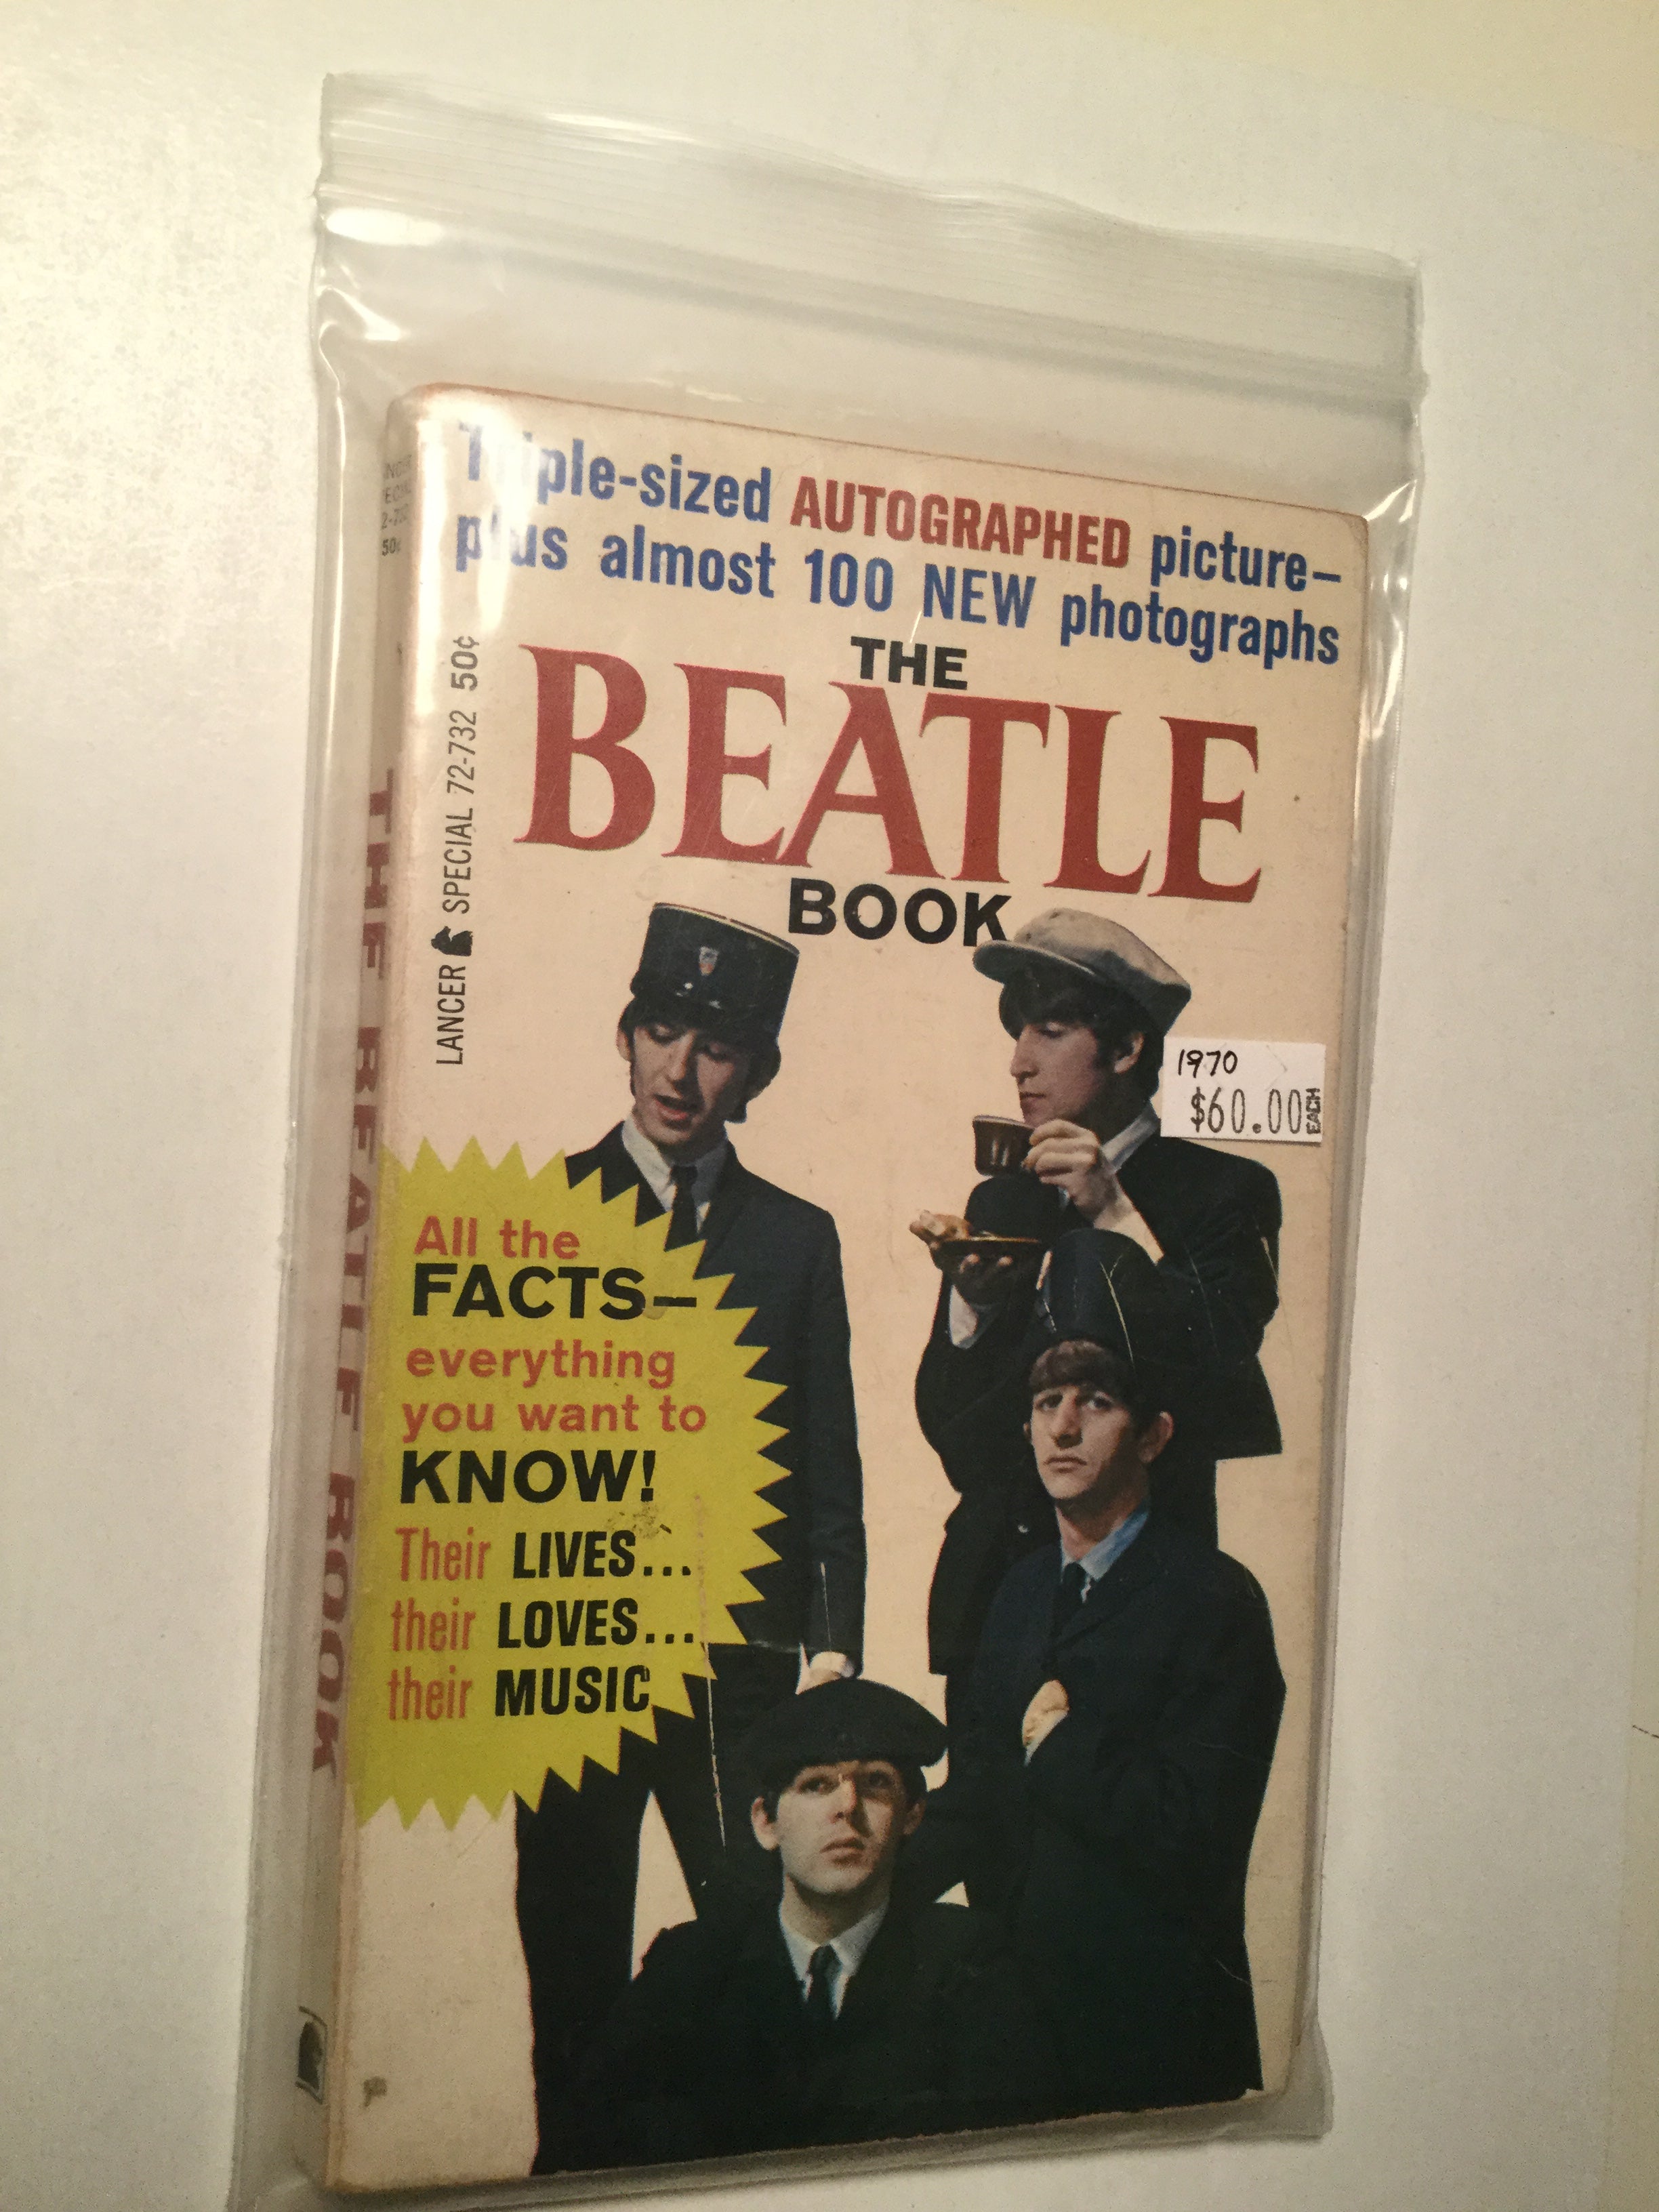 Triple-sized AUTOGRAPHED picture—
plus almost 100 NEW photographs
THE
BEATLE
BOOK
LANCER SPECIAL 72-732 50¢
1970
$60.00 EACH
All the
FACTS—
everything
you want to
KNOW!
Their LIVES...
their LOVES...
their MUSIC
50¢
THE BEATLE BOOK